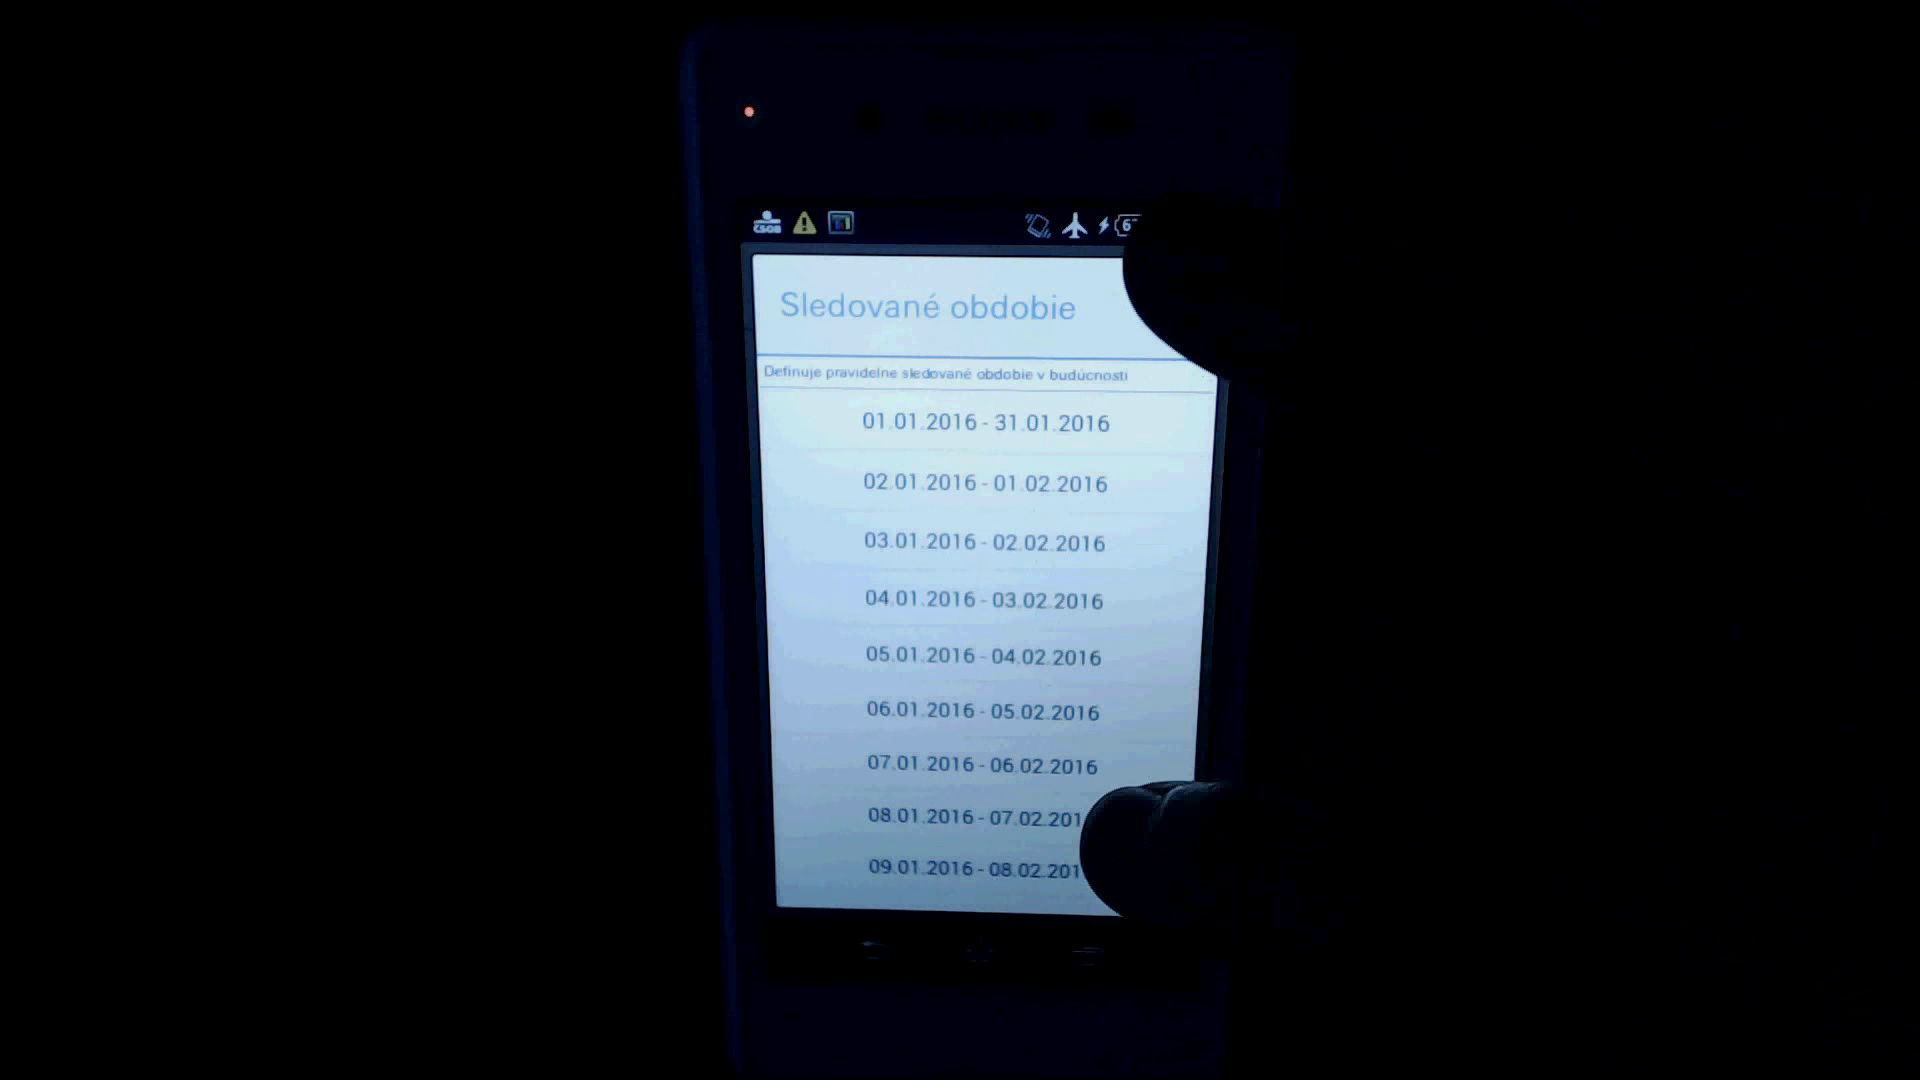 ČSOB
Sledované obdobie
Definuje pravidelne sledované obdobie v budúcnosti
01.01.2016 - 31.01.2016
02.01.2016 - 01.02.2016
03.01.2016 - 02.02.2016
04.01.2016 - 03.02.2016
05.01.2016 - 04.02.2016
06.01.2016 - 05.02.2016
07.01.2016 - 06.02.2016
08.01.2016 - 07.02.201
09.01.2016 - 08.02.201